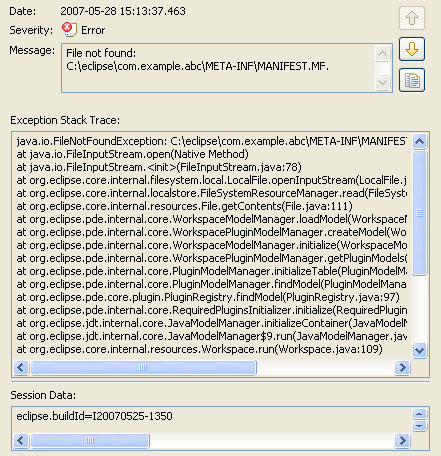 Date: 2007-05-28 15:13:37.463
Severity: Error
Message: File not found:
C:\eclipse\com.example.abc\META-INF\MANIFEST.MF.
Exception Stack Trace:
java.io.FileNotFoundException: C:\eclipse\com.example.abc\META-INF\MANIFEST
at java.io.FileInputStream.open(Native Method)
at java.io.FileInputStream.<init>(FileInputStream.java:78)
at org.eclipse.core.internal.filesystem.local.LocalFile.openInputStream(LocalFile.j
at org.eclipse.core.internal.localstore.FileSystemResourceManager.read(FileSyste
at org.eclipse.core.internal.resources.File.getContents(File.java:111)
at org.eclipse.pde.internal.core.WorkspaceModelManager.loadModel(WorkspaceM
at org.eclipse.pde.internal.core.WorkspacePluginModelManager.createModel(Wo
at org.eclipse.pde.internal.core.WorkspaceModelManager.initialize(WorkspaceMo
at org.eclipse.pde.internal.core.WorkspacePluginModelManager.getPluginModels(
at org.eclipse.pde.internal.core.PluginModelManager.initializeTable(PluginModelMa
at org.eclipse.pde.internal.core.PluginModelManager.findModel(PluginModelManag
at org.eclipse.pde.core.plugin.PluginRegistry.findModel(PluginRegistry.java:97)
at org.eclipse.pde.internal.core.RequiredPluginsInitializer.initialize(RequiredPlugin
at org.eclipse.jdt.internal.core.JavaModelManager.initializeContainer(JavaModelM
at org.eclipse.jdt.internal.core.JavaModelManager$9.run(JavaModelManager.java
at org.eclipse.core.internal.resources.Workspace.run(Workspace.java:109)
Session Data:
eclipse.buildId=I20070525-1350